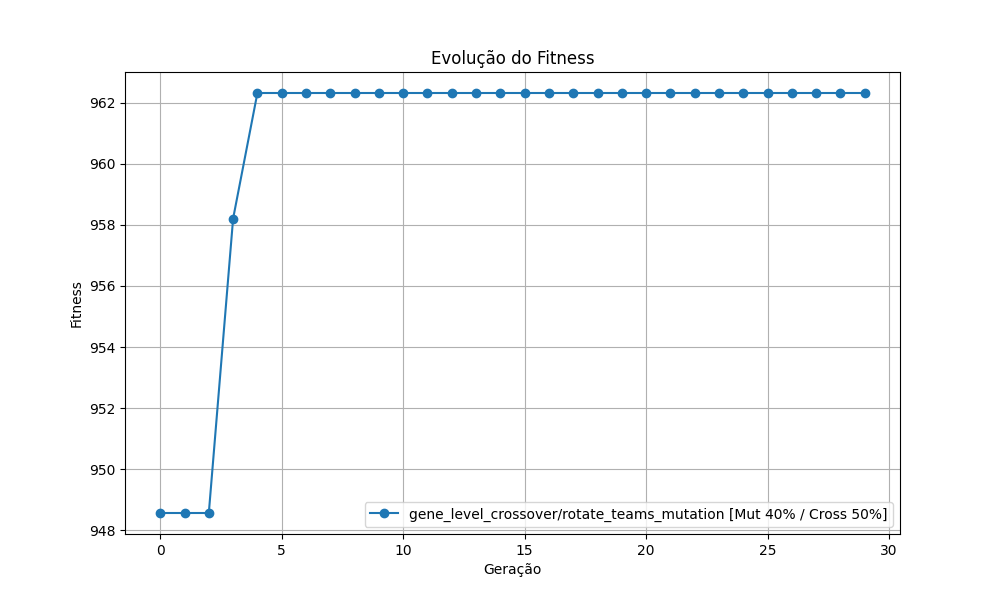 Evolução do Fitness
Fitness
962
960
958
956
954
952
950
948
gene_level_crossover/rotate_teams_mutation [Mut 40% / Cross 50%]
0 5 10 15 20 25 30
Geração